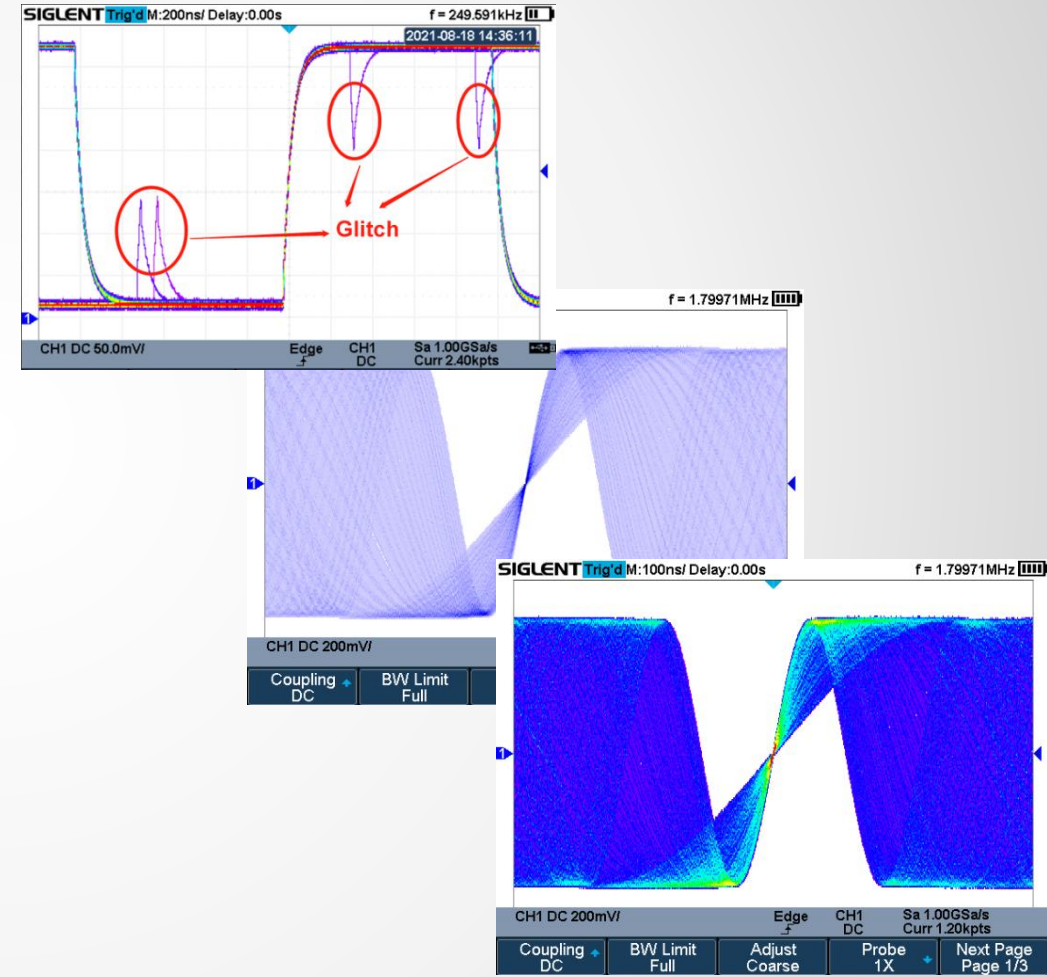 SIGLENT Trig'd M:200ns/ Delay:0.00s f = 249.591kHz
2021-08-18 14:36:11
Glitch
1
CH1 DC 50.0mV/ Edge CH1 Sa 1.00GSa/s
DC Curr 2.40kpts
f = 1.79971MHz
1
CH1 DC 200mV/
Coupling BW Limit
DC Full
SIGLENT Trig'd M:100ns/ Delay:0.00s f = 1.79971MHz
1
CH1 DC 200mV/ Edge CH1 Sa 1.00GSa/s
DC Curr 1.20kpts
Coupling BW Limit Adjust Probe Next Page
DC Full Coarse 1X Page 1/3